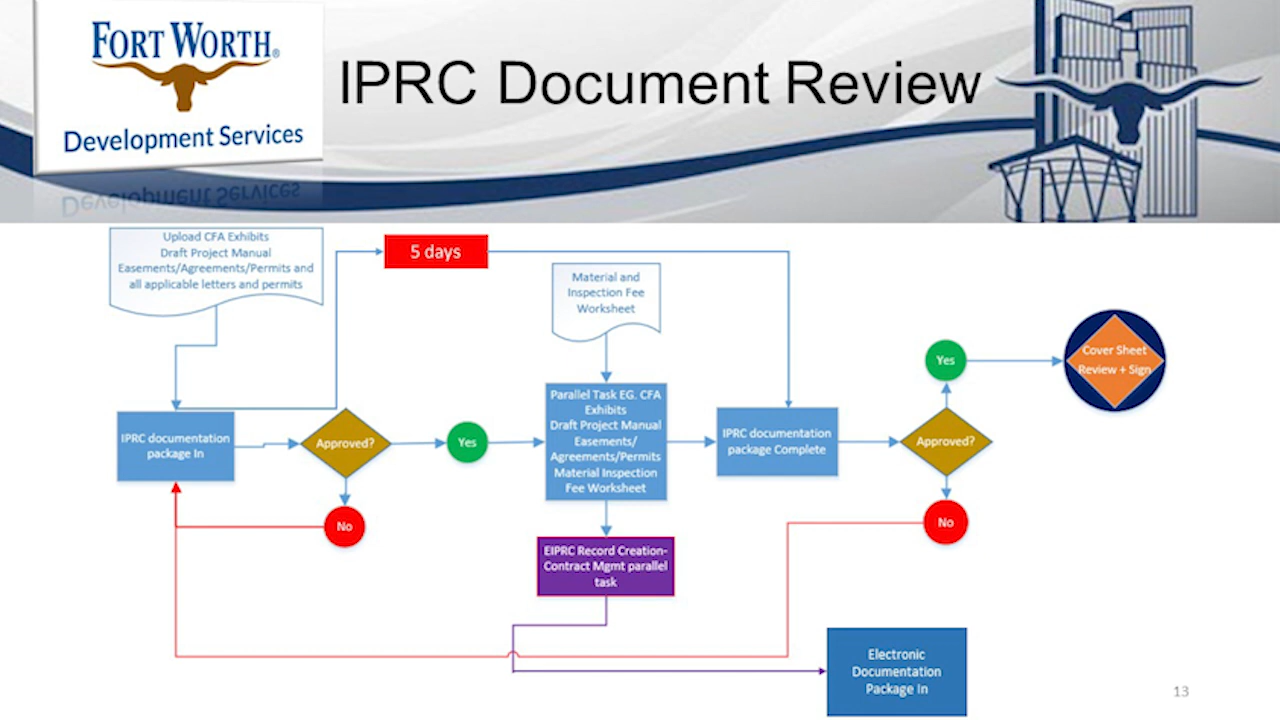 FORT WORTH®
Development Services
IPRC Document Review
Development Services
Upload CFA Exhibits
Draft Project Manual
Easements/Agreements/Permits and
all applicable letters and permits
5 days
Material and
Inspection Fee
Worksheet
IPRC documentation
package In
Approved?
Yes
No
Parallel Task EG. CFA
Exhibits
Draft Project Manual
Easements/
Agreements/Permits
Material Inspection
Fee Worksheet
EIPRC Record Creation-
Contract Mgmt parallel
task
IPRC documentation
package Complete
Approved?
Yes
No
Cover Sheet
Review + Sign
Electronic
Documentation
Package In
13